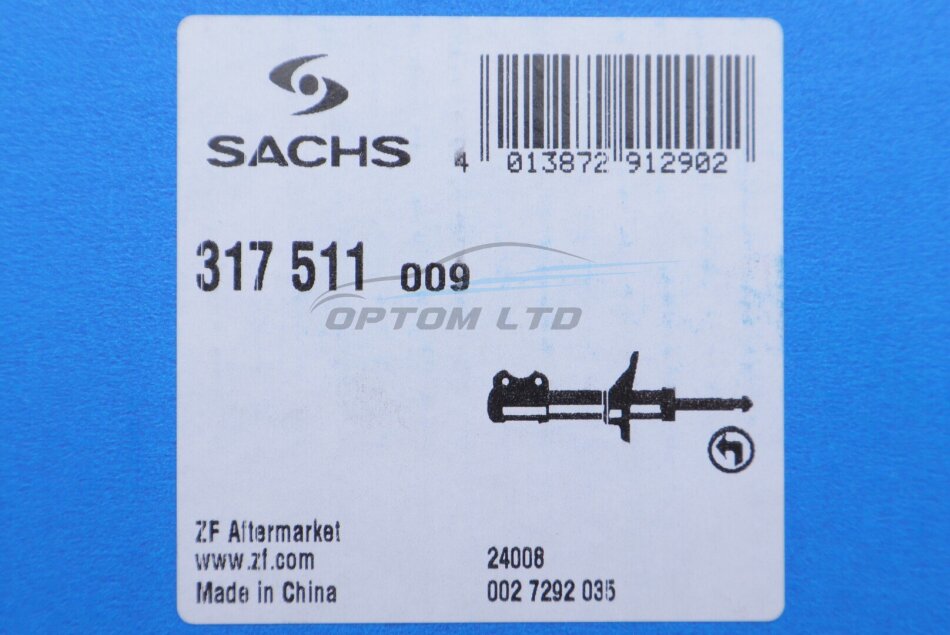 SACHS
4 013872 912902
317 511 009
OPTOM LTD
ZF Aftermarket
www.zf.com
Made in China
24008
002 7292 035